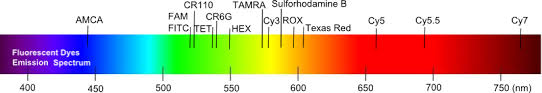 CR110 TAMRA Sulforhodamine B
AMCA FAM CR6G Cy3 ROX Cy5 Cy5.5 Cy7
FITC TET HEX Texas Red
Fluorescent Dyes
Emission Spectrum
400 450 500 550 600 650 700 750 (nm)